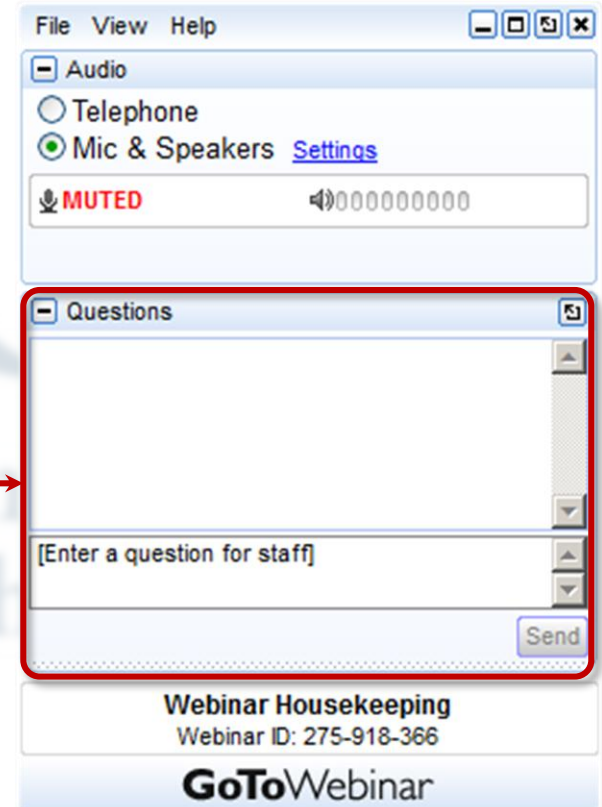 File View Help
Audio
Telephone
Mic & Speakers Settings
MUTED
Questions
[Enter a question for staff]
Send
Webinar Housekeeping
Webinar ID: 275-918-366
GoToWebinar